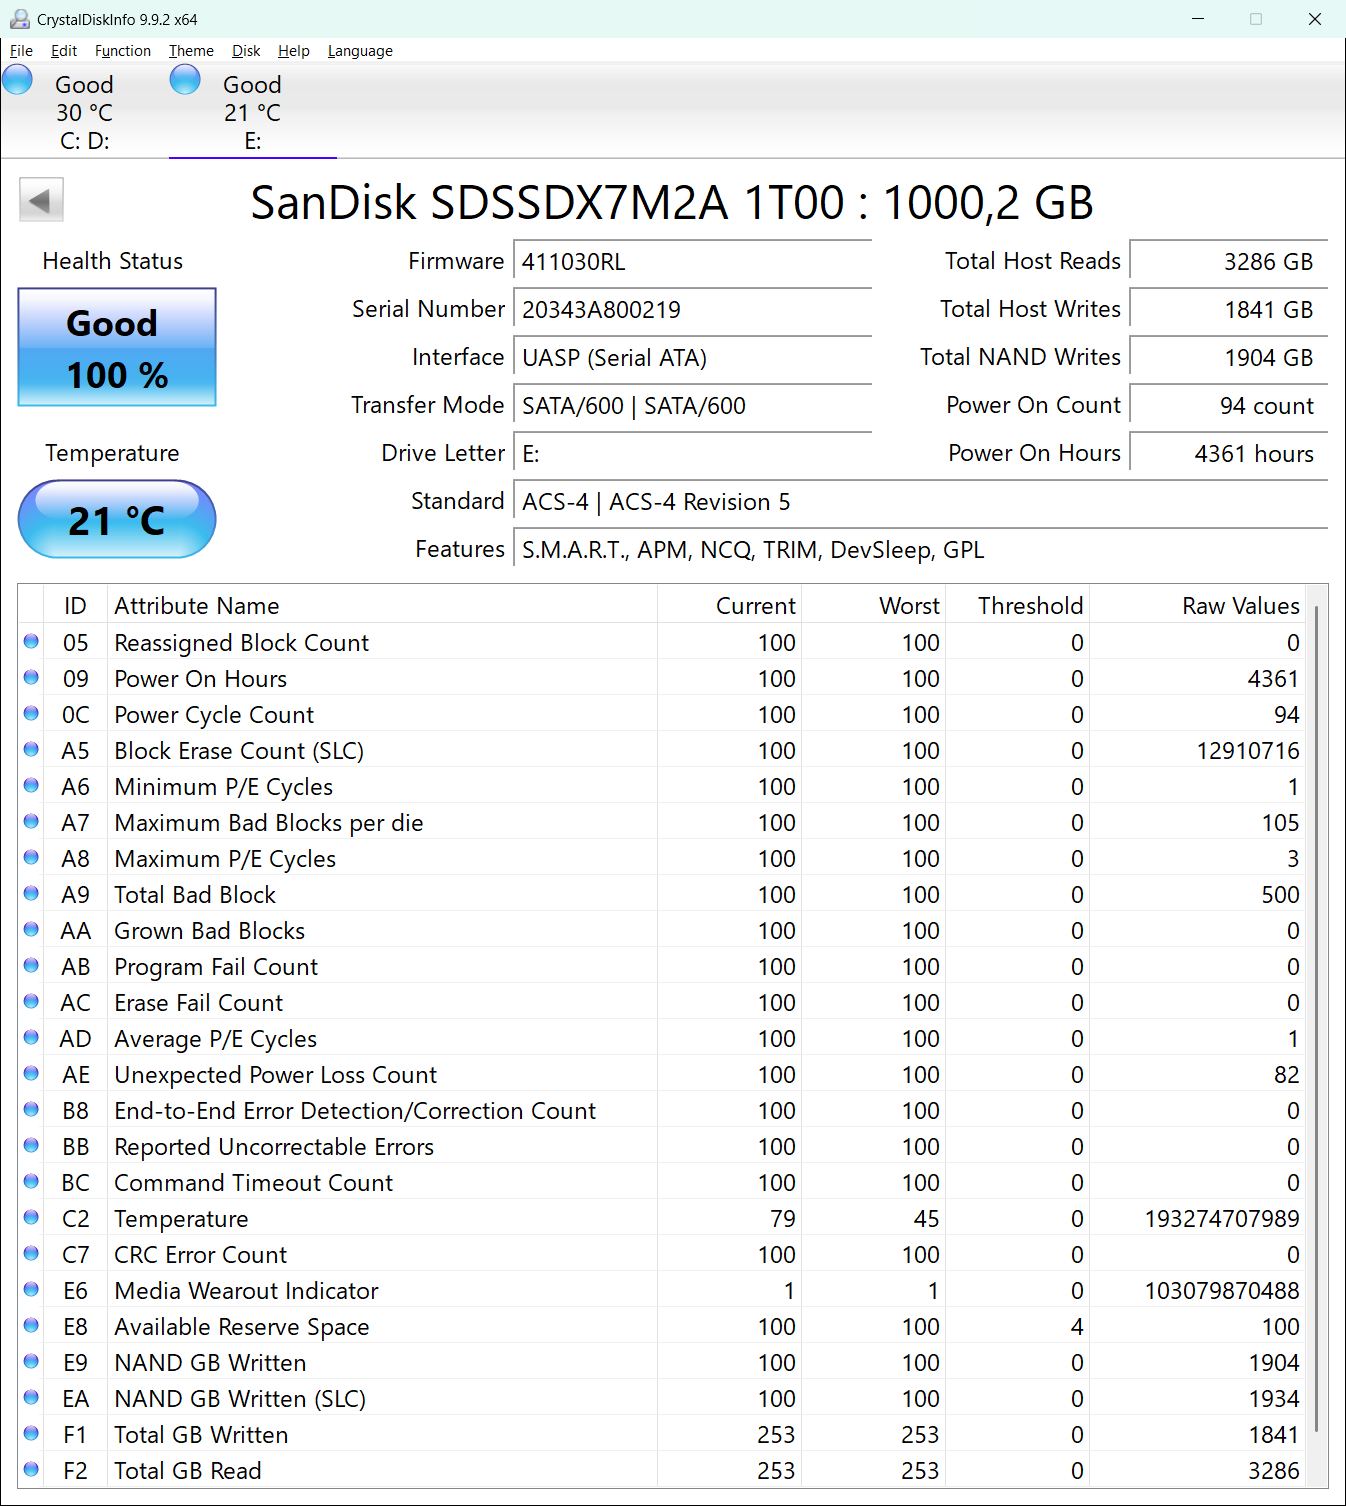 CrystalDiskInfo 9.9.2 x64
File Edit Function Theme Disk Help Language
Good Good
30 °C 21 °C
C: D: E:
SanDisk SDSSDX7M2A 1T00 : 1000,2 GB
Health Status
Good
100 %
Temperature
21 °C
Firmware 411030RL
Serial Number 20343A800219
Interface UASP (Serial ATA)
Transfer Mode SATA/600 | SATA/600
Drive Letter E:
Standard ACS-4 | ACS-4 Revision 5
Features S.M.A.R.T., APM, NCQ, TRIM, DevSleep, GPL
Total Host Reads 3286 GB
Total Host Writes 1841 GB
Total NAND Writes 1904 GB
Power On Count 94 count
Power On Hours 4361 hours
ID Attribute Name Current Worst Threshold Raw Values
05 Reassigned Block Count 100 100 0 0
09 Power On Hours 100 100 0 4361
0C Power Cycle Count 100 100 0 94
A5 Block Erase Count (SLC) 100 100 0 12910716
A6 Minimum P/E Cycles 100 100 0 1
A7 Maximum Bad Blocks per die 100 100 0 105
A8 Maximum P/E Cycles 100 100 0 3
A9 Total Bad Block 100 100 0 500
AA Grown Bad Blocks 100 100 0 0
AB Program Fail Count 100 100 0 0
AC Erase Fail Count 100 100 0 0
AD Average P/E Cycles 100 100 0 1
AE Unexpected Power Loss Count 100 100 0 82
B8 End-to-End Error Detection/Correction Count 100 100 0 0
BB Reported Uncorrectable Errors 100 100 0 0
BC Command Timeout Count 100 100 0 0
C2 Temperature 79 45 0 193274707989
C7 CRC Error Count 100 100 0 0
E6 Media Wearout Indicator 1 1 0 103079870488
E8 Available Reserve Space 100 100 4 100
E9 NAND GB Written 100 100 0 1904
EA NAND GB Written (SLC) 100 100 0 1934
F1 Total GB Written 253 253 0 1841
F2 Total GB Read 253 253 0 3286